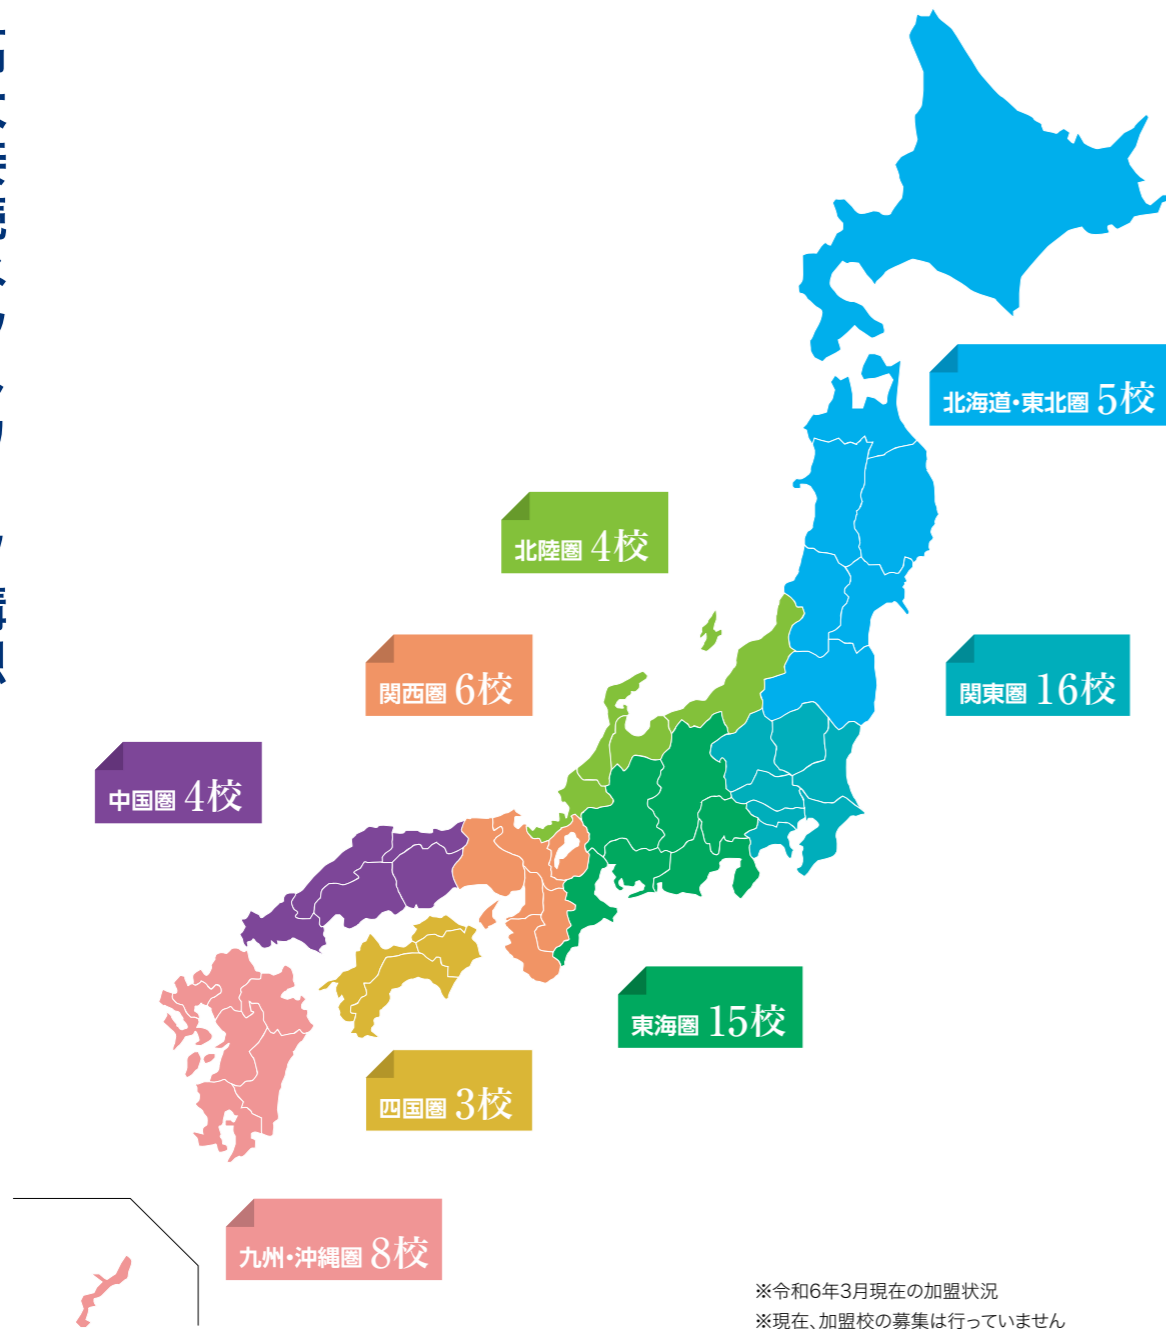 北海道・東北圏 5校
北陸圏 4校
関西圏 6校
関東圏 16校
中国圏 4校
東海圏 15校
四国圏 3校
九州・沖縄圏 8校
※令和6年3月現在の加盟状況
※現在、加盟校の募集は行っていません